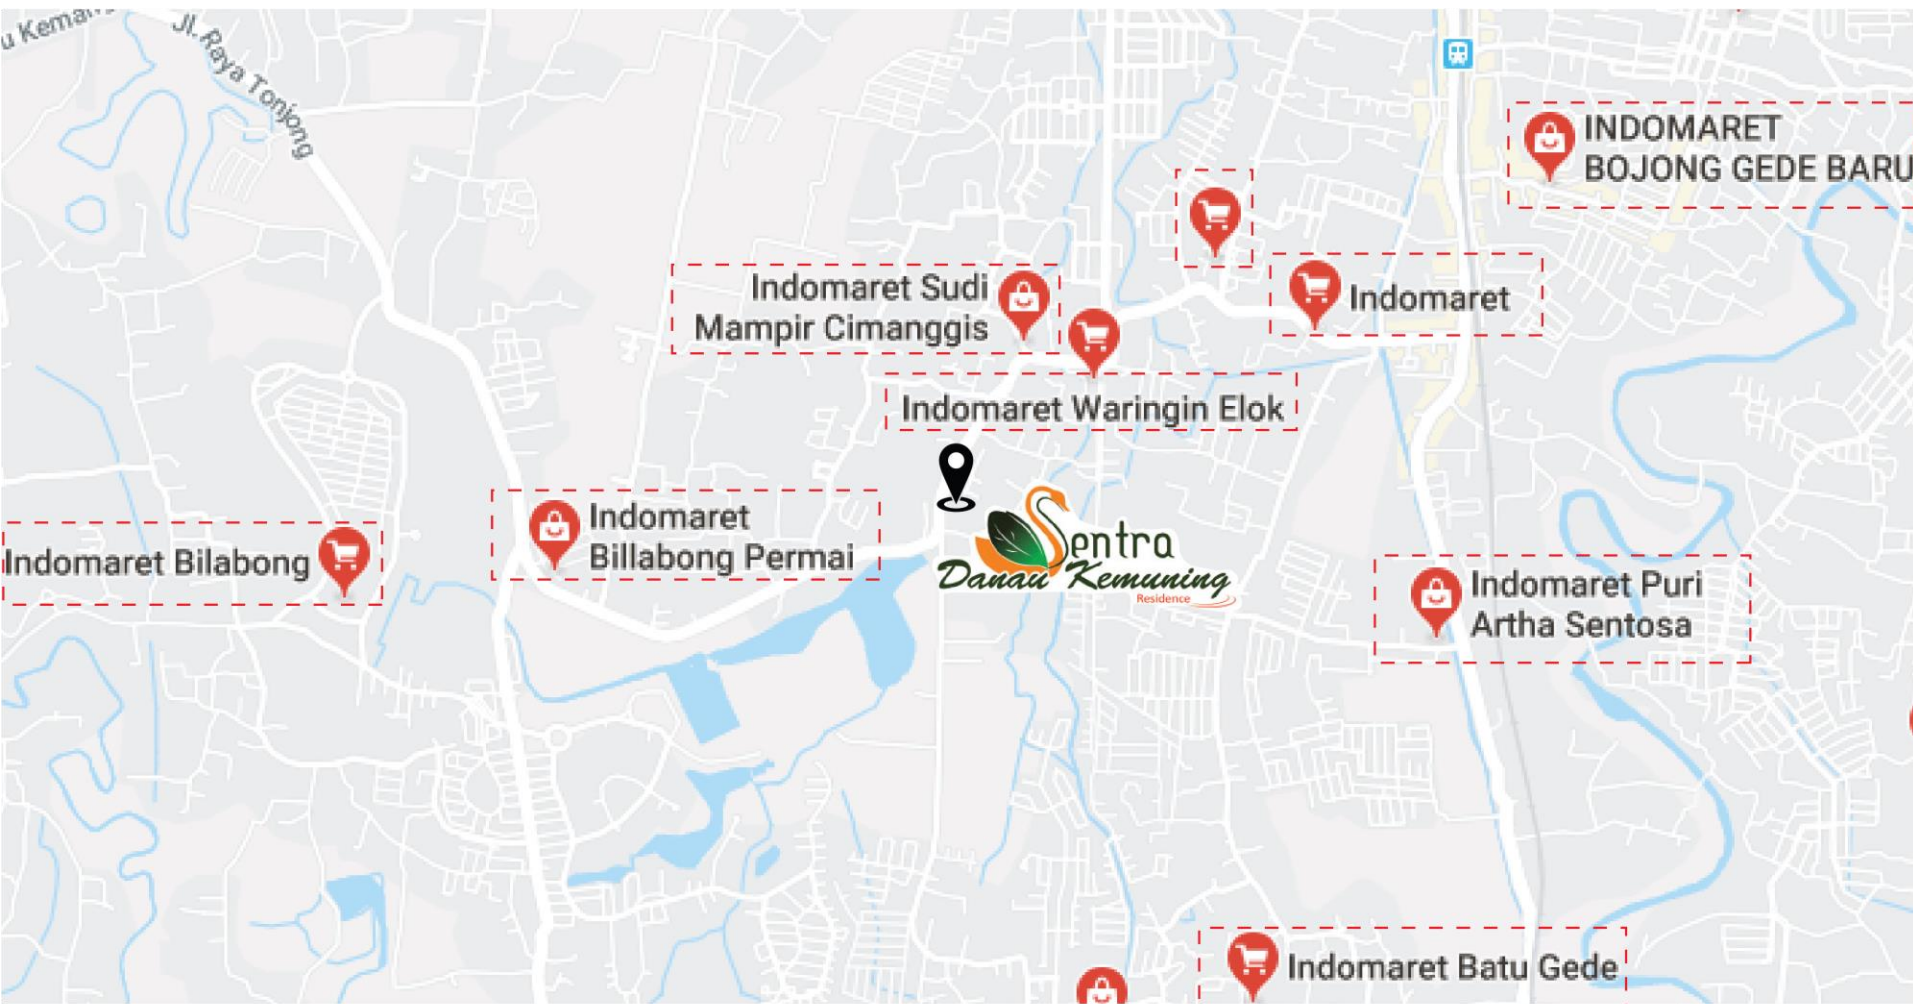 u Kemang
Jl. Raya Tonjong
INDOMARET
BOJONG GEDE BARU
Indomaret Sudi
Mampir Cimanggis
Indomaret
Indomaret Waringin Elok
Indomaret
Billabong Permai
Indomaret Bilabong
Sentra
Danau Kemuning
Residence
Indomaret Puri
Artha Sentosa
Indomaret Batu Gede